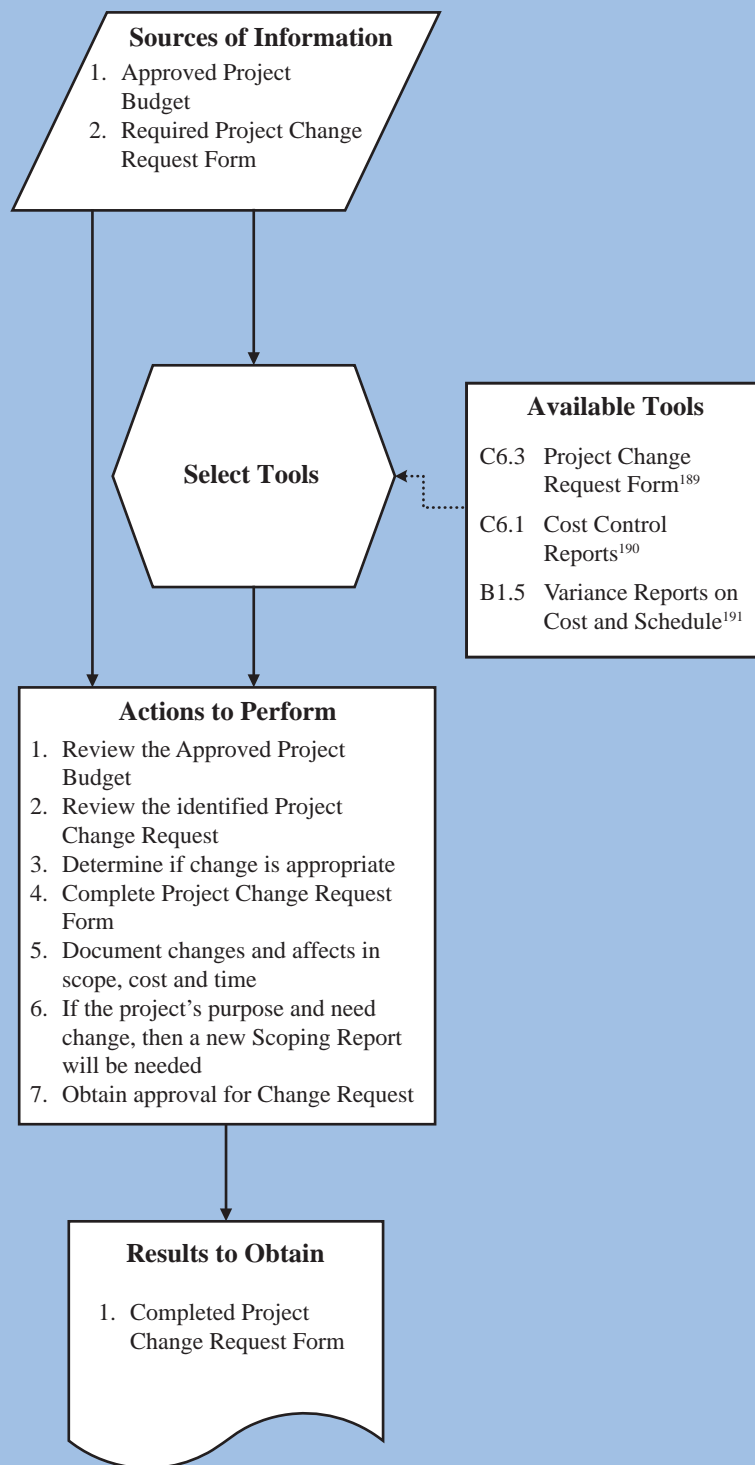 Sources of Information
1. Approved Project
Budget
2. Required Project Change
Request Form
Select Tools
Available Tools
C6.3 Project Change
Request Form189
C6.1 Cost Control
Reports190
B1.5 Variance Reports on
Cost and Schedule191
Actions to Perform
1. Review the Approved Project
Budget
2. Review the identified Project
Change Request
3. Determine if change is appropriate
4. Complete Project Change Request
Form
5. Document changes and affects in
scope, cost and time
6. If the project’s purpose and need
change, then a new Scoping Report
will be needed
7. Obtain approval for Change Request
Results to Obtain
1. Completed Project
Change Request Form